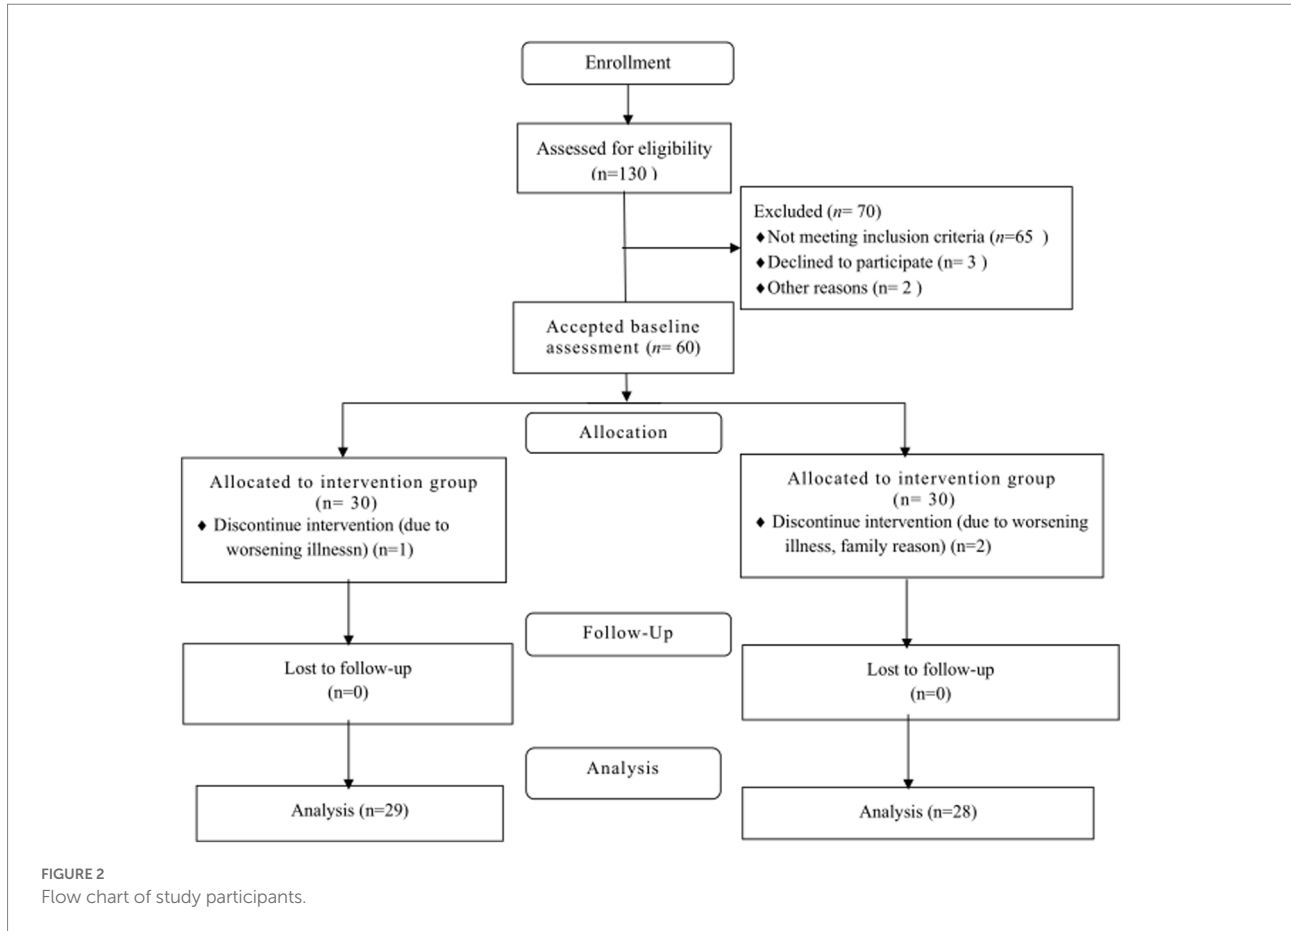 Enrollment
Assessed for eligibility
(n=130 )
Excluded (n= 70)
♦Not meeting inclusion criteria (n=65 )
♦Declined to participate (n= 3 )
♦Other reasons (n= 2 )
Accepted baseline
assessment (n= 60)
Allocation
Allocated to intervention group
(n= 30)
♦ Discontinue intervention (due to
worsening illnessn) (n=1)
Allocated to intervention group
(n= 30)
♦ Discontinue intervention (due to worsening
illness, family reason) (n=2)
Follow-Up
Lost to follow-up
(n=0)
Lost to follow-up
(n=0)
Analysis
Analysis (n=29)
Analysis (n=28)
FIGURE 2
Flow chart of study participants.